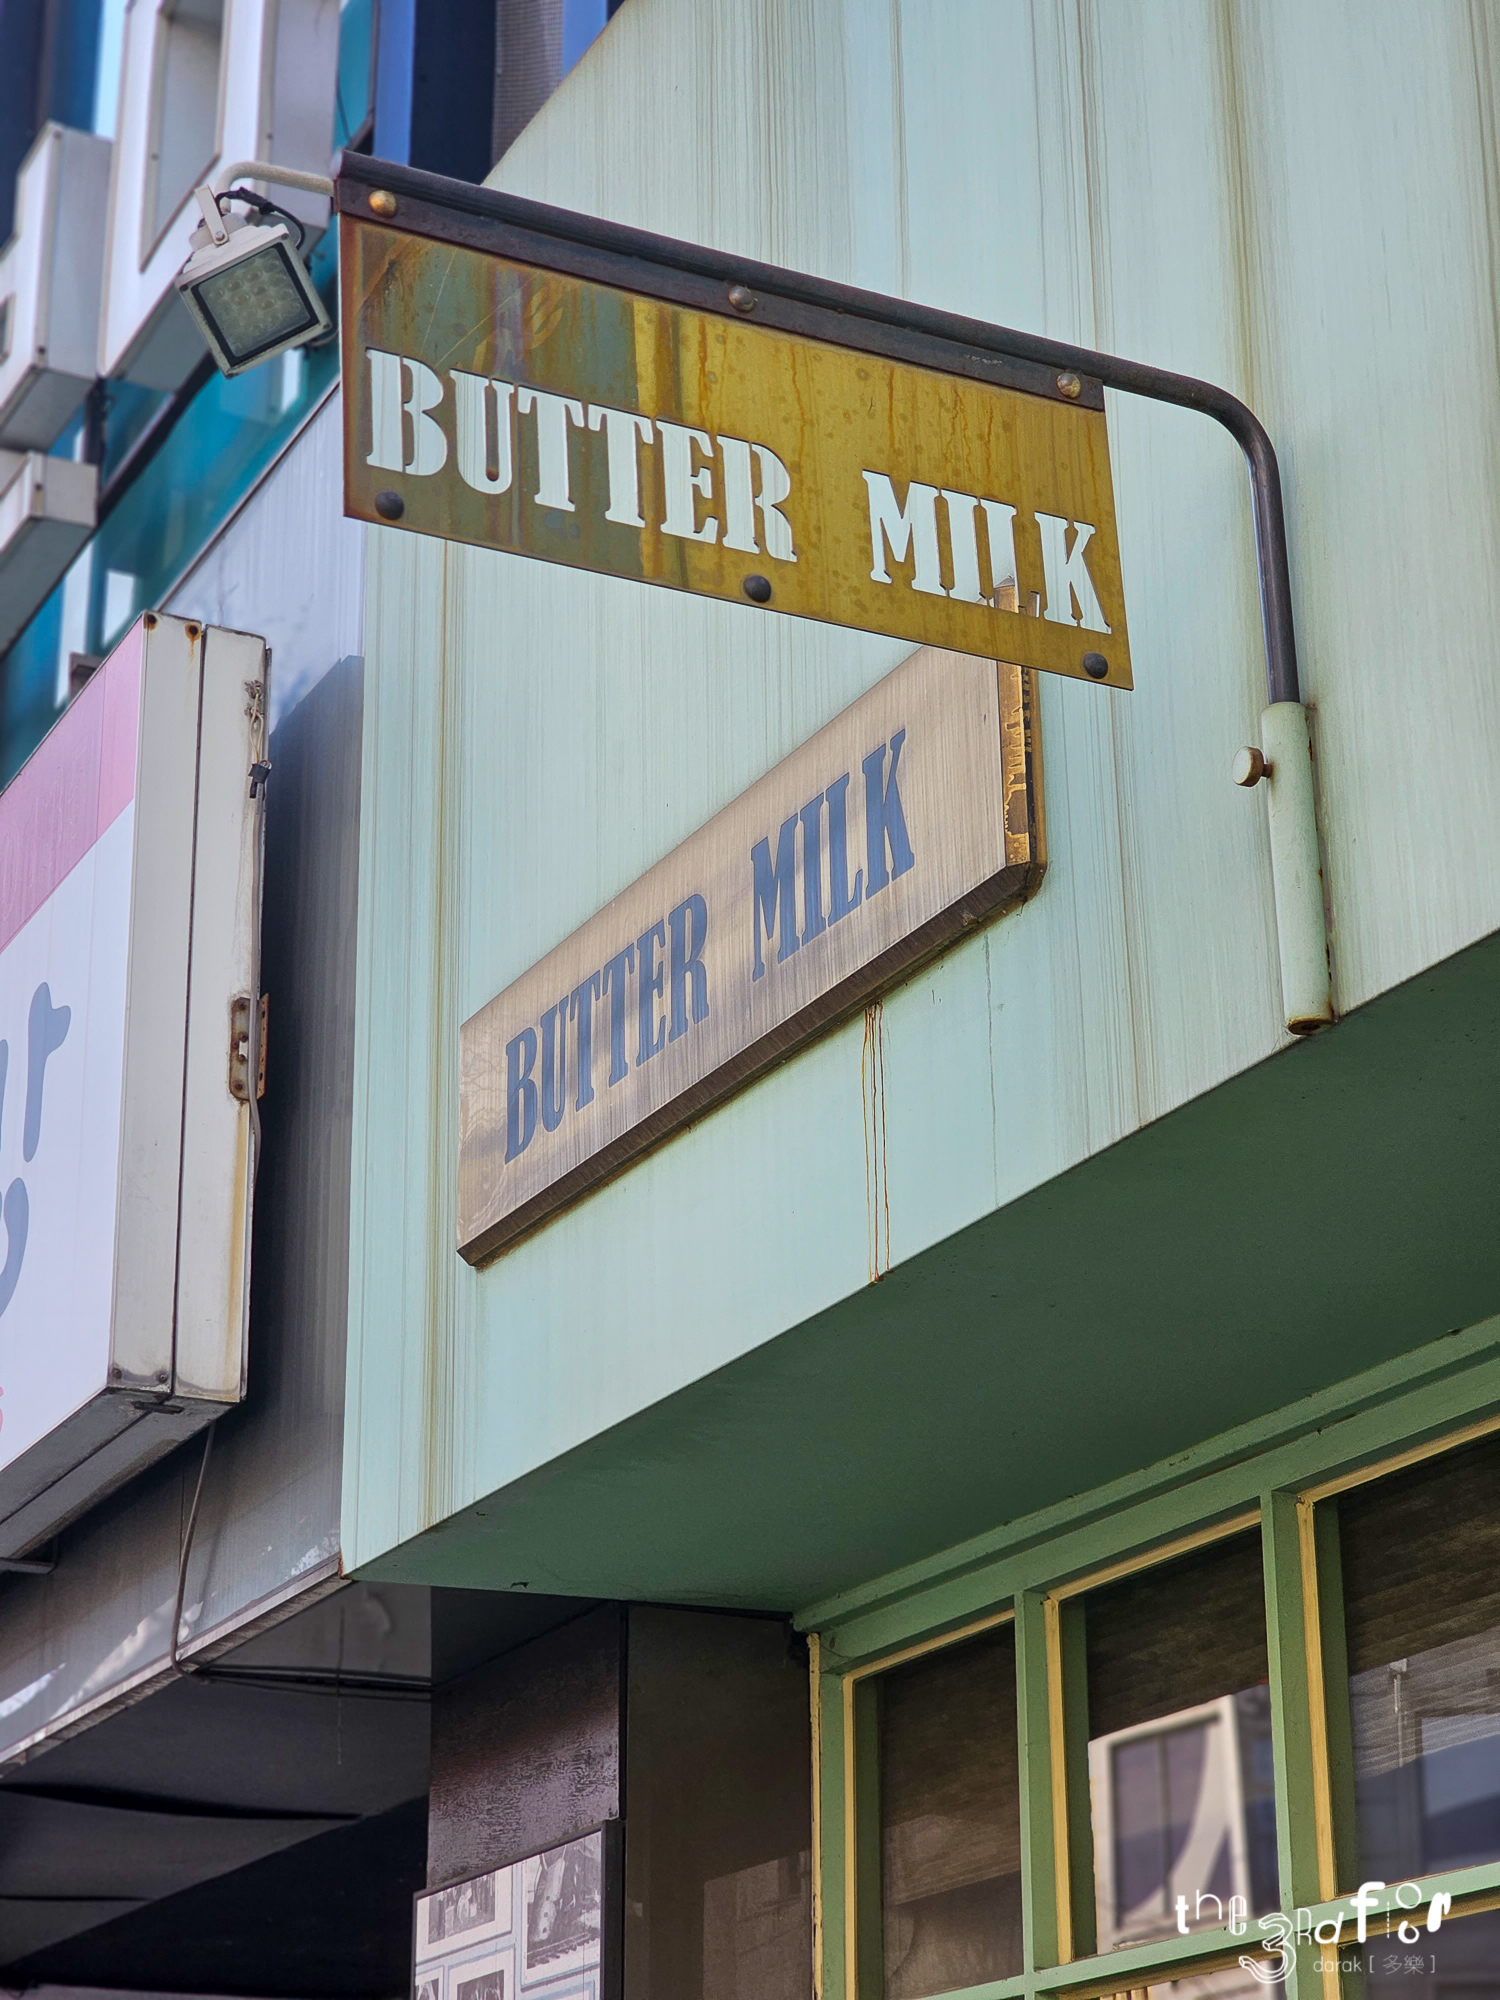 BUTTER MILK
BUTTER MILK
the 3Rd floor
darak [ 多樂 ]